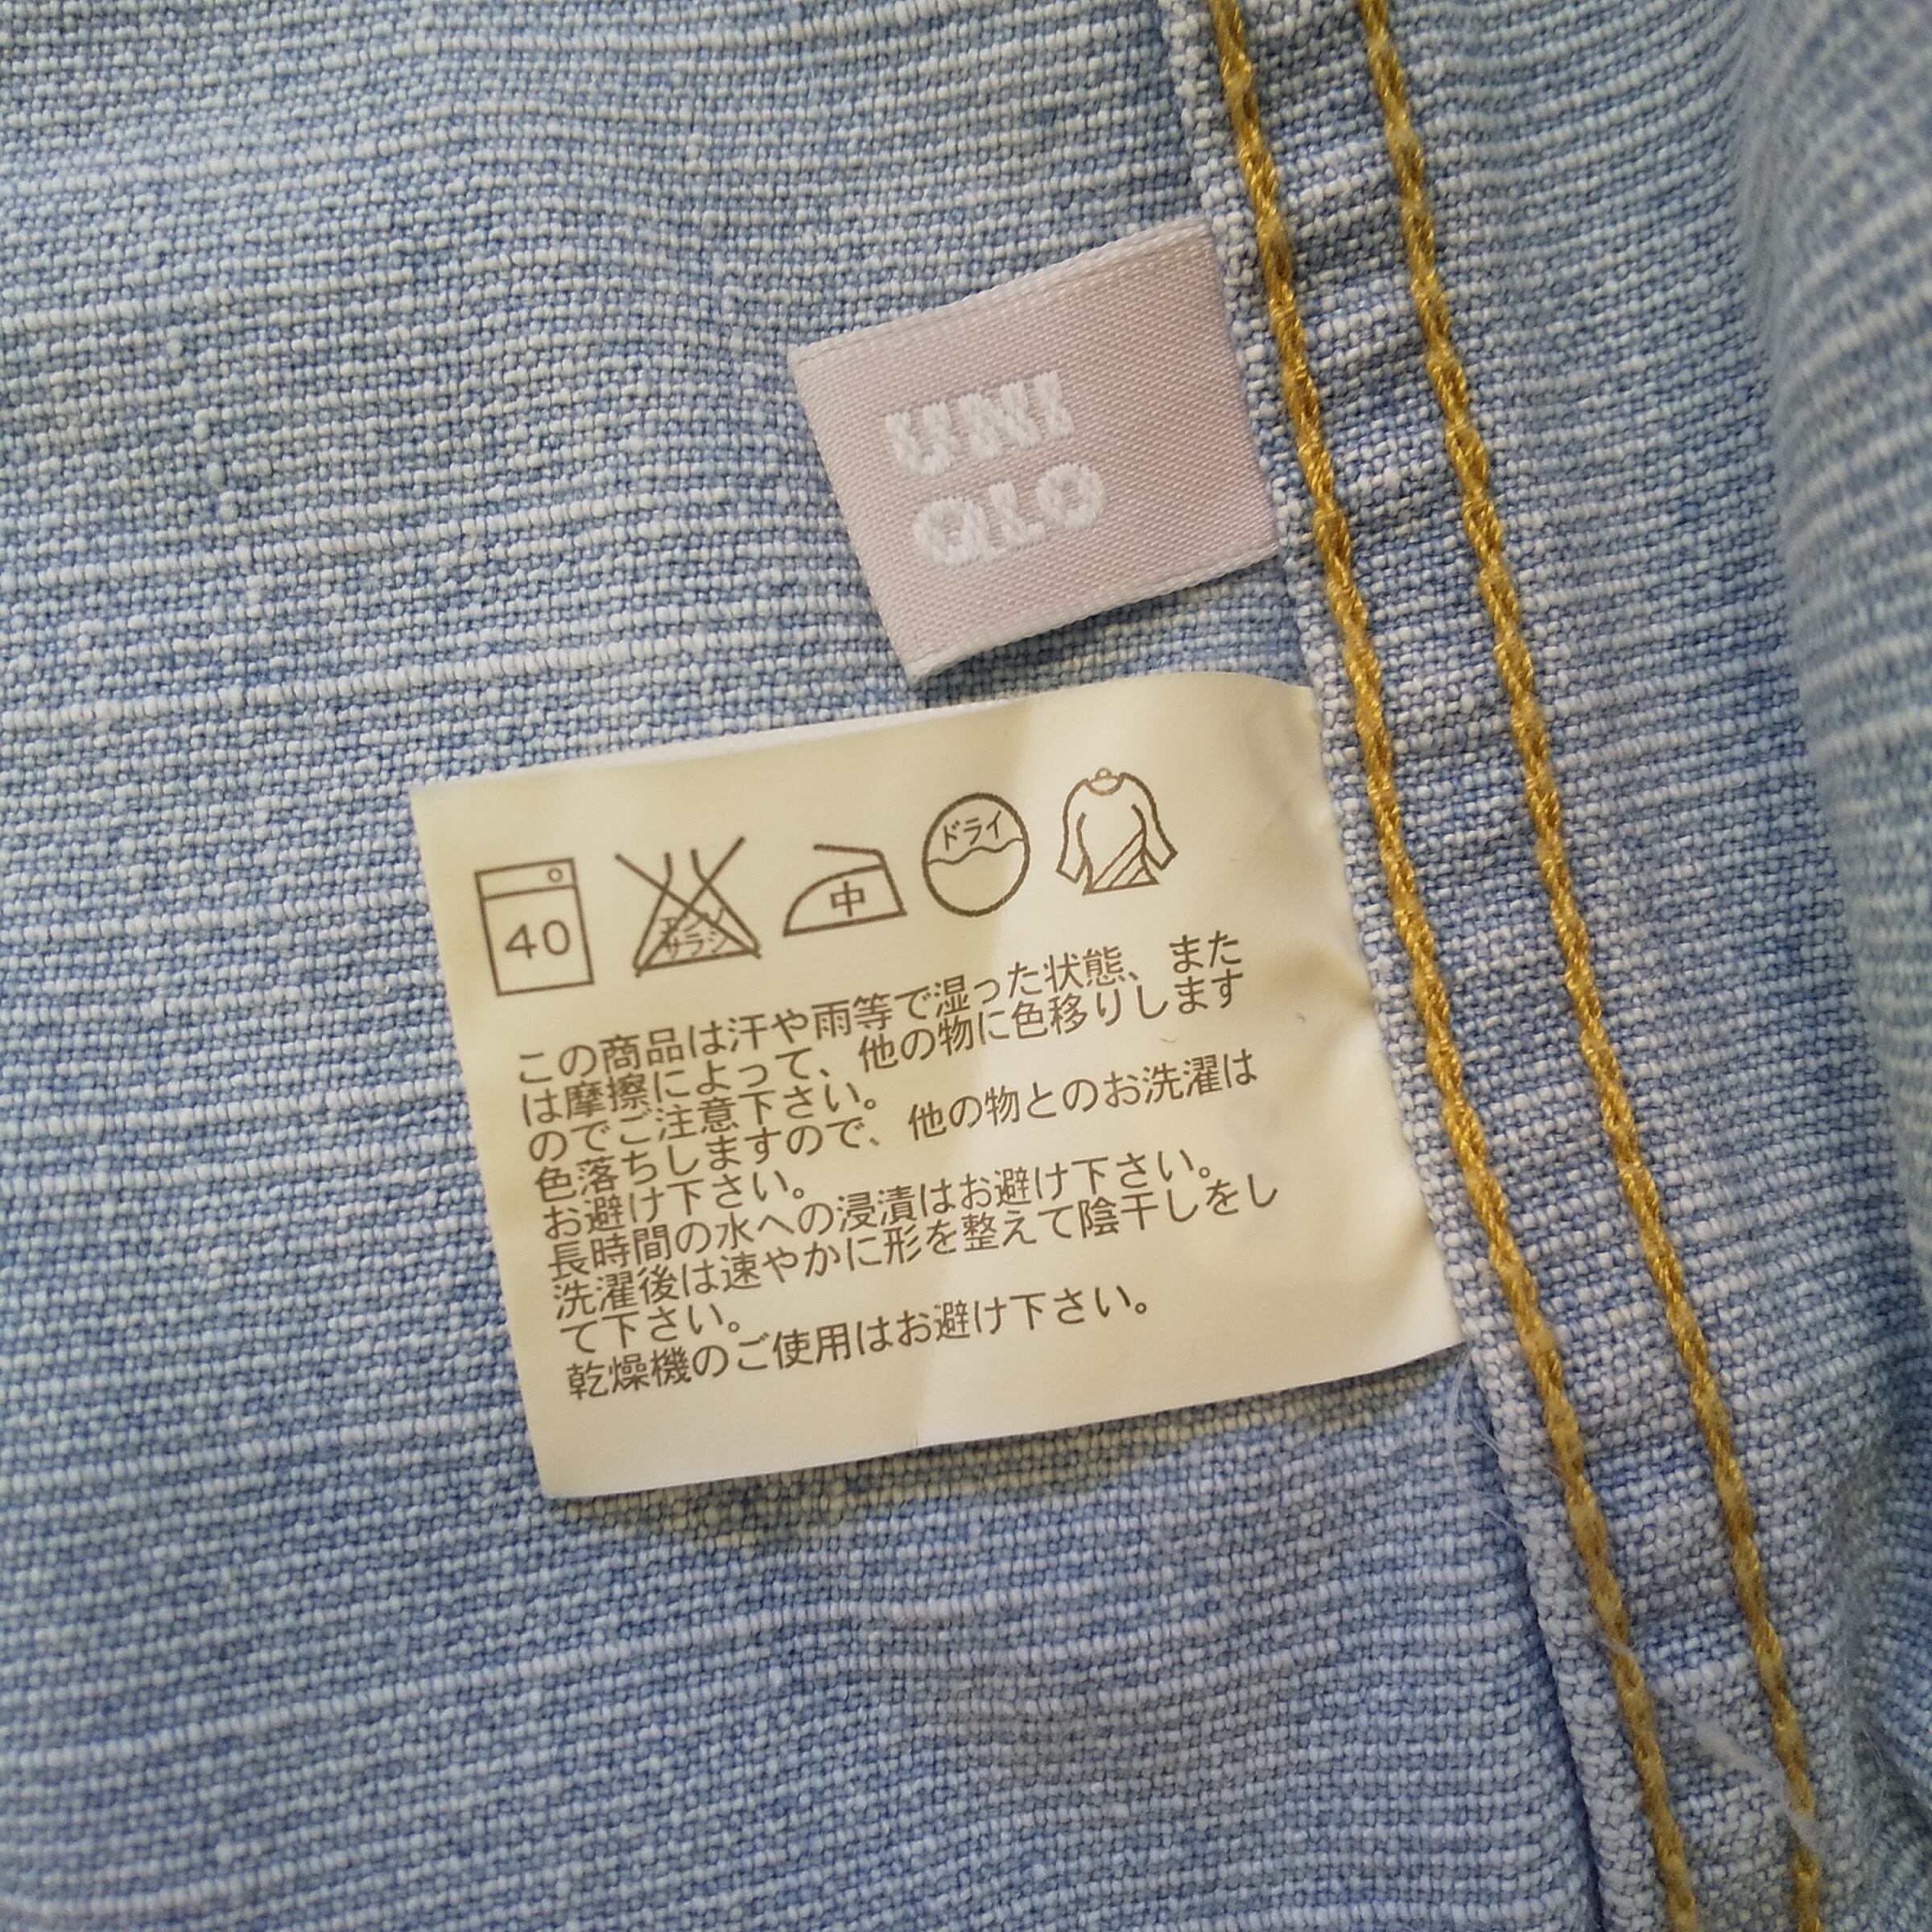 UNI
QLO
40
エンソ
サラシ
中
ドライ
この商品は汗や雨等で湿った状態、また
は摩擦によって、他の物に色移りします
のでご注意下さい。
色落ちしますので、他の物とのお洗濯は
お避け下さい。
長時間の水への浸漬はお避け下さい。
洗濯後は速やかに形を整えて陰干しをし
て下さい。
乾燥機のご使用はお避け下さい。